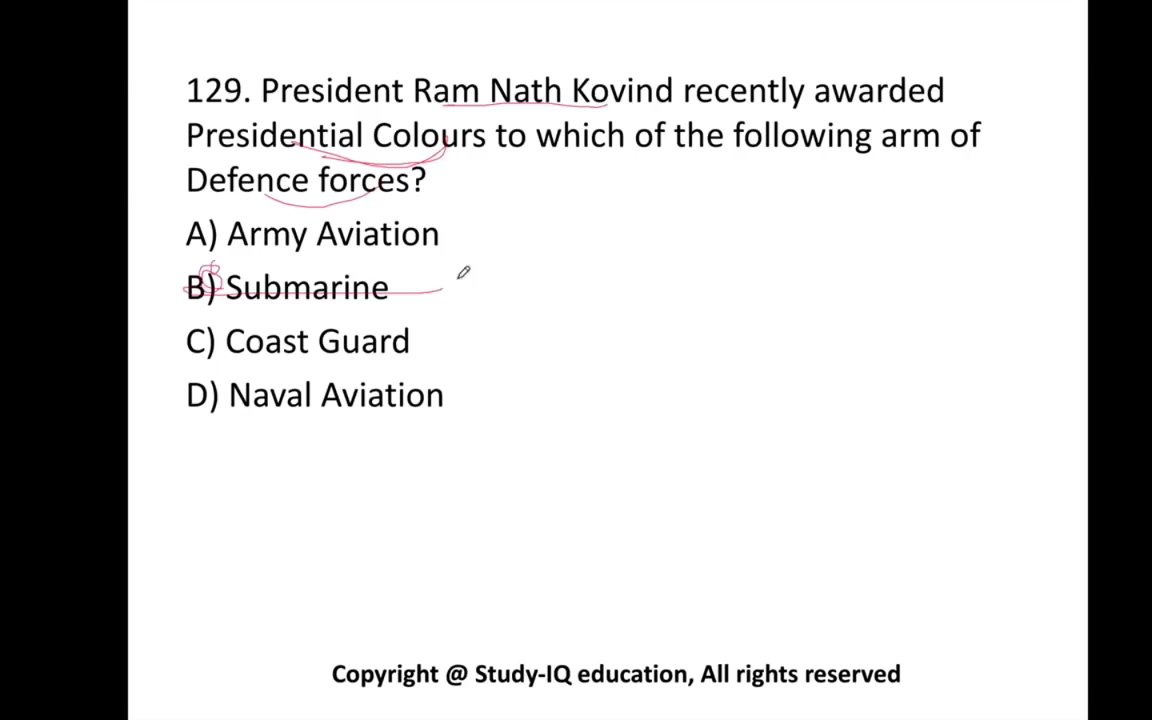 129. President Ram Nath Kovind recently awarded
Presidential Colours to which of the following arm of
Defence forces?
A) Army Aviation
B) Submarine
C) Coast Guard
D) Naval Aviation
Copyright @ Study-IQ education, All rights reserved